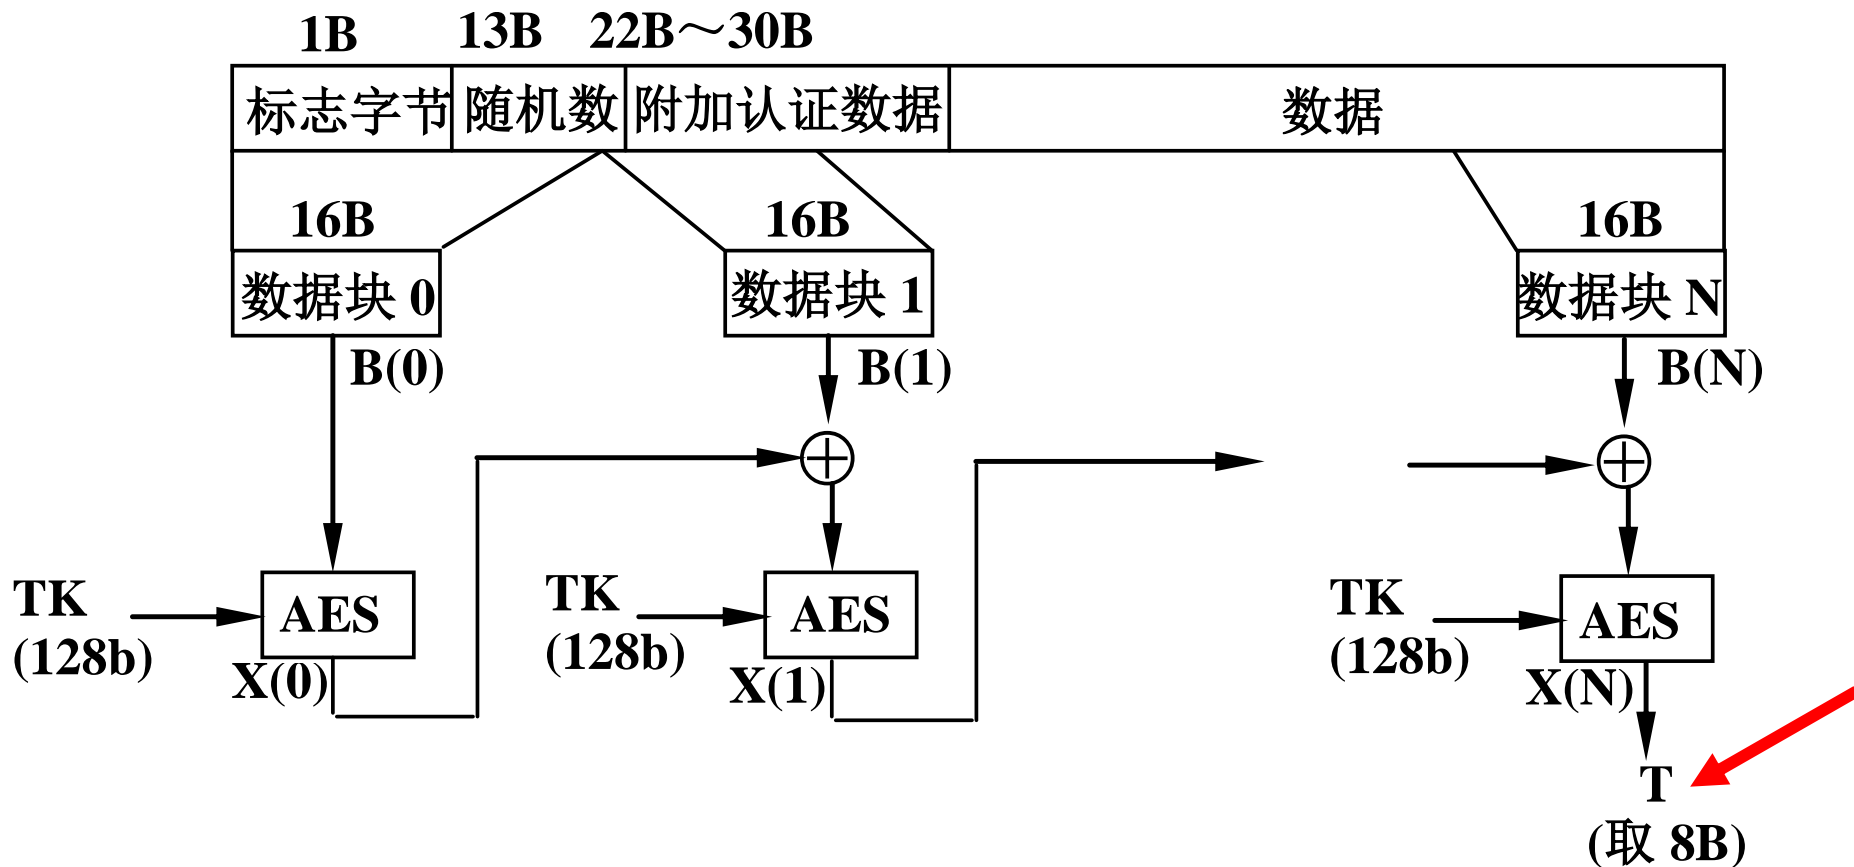 1B 13B 22B～30B
标志字节 随机数 附加认证数据 数据
16B 16B 16B
数据块 0 数据块 1 数据块 N
B(0) B(1) B(N)
TK AES TK AES TK AES
(128b) (128b) (128b)
X(0) X(1) X(N)
T
(取 8B)